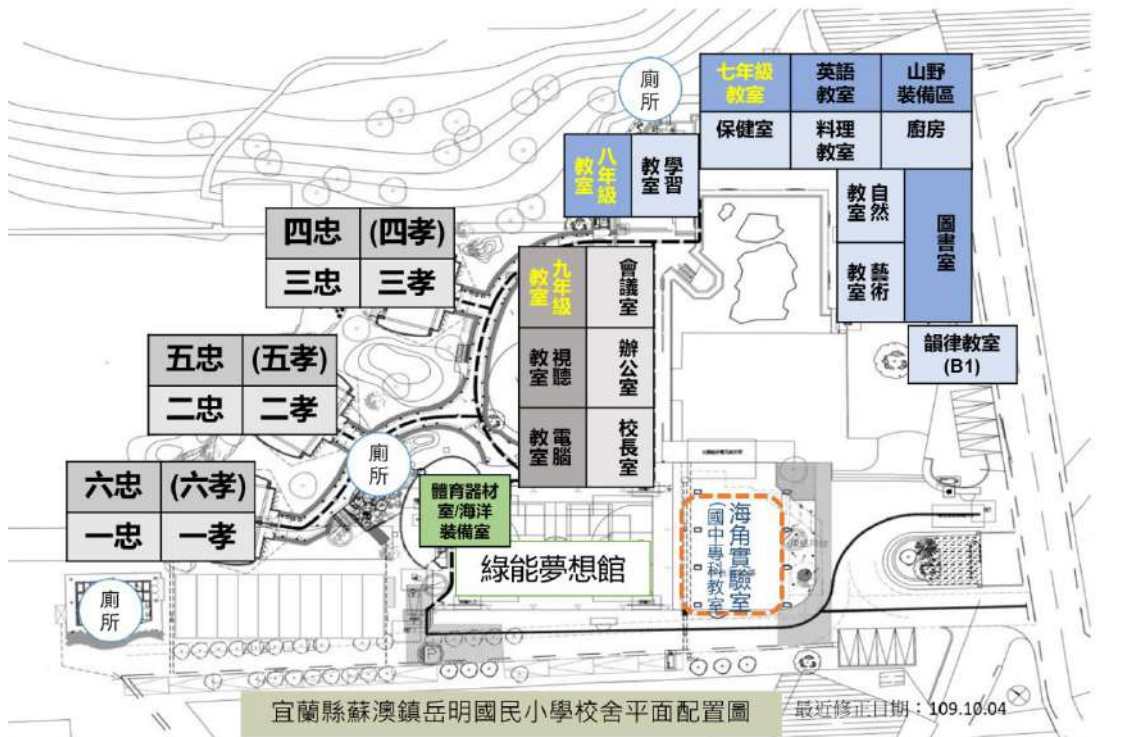 廁所
七年級
教室
英語
教室
山野
裝備區
保健室
料理
教室
廚房
八年級
教室
學習
教室
自然
教室
圖書室
藝術
教室
韻律教室
(B1)
四忠
(四孝)
三忠
三孝
九年級
教室
會議室
視聽
教室
辦公室
電腦
教室
校長室
五忠
(五孝)
二忠
二孝
廁所
六忠
(六孝)
一忠
一孝
體育器材
室/海洋
裝備室
綠能夢想館
海角實驗室
(國中專科教室)
廁所
P
宜蘭縣蘇澳鎮岳明國民小學校舍平面配置圖
最近修正日期：109.10.04